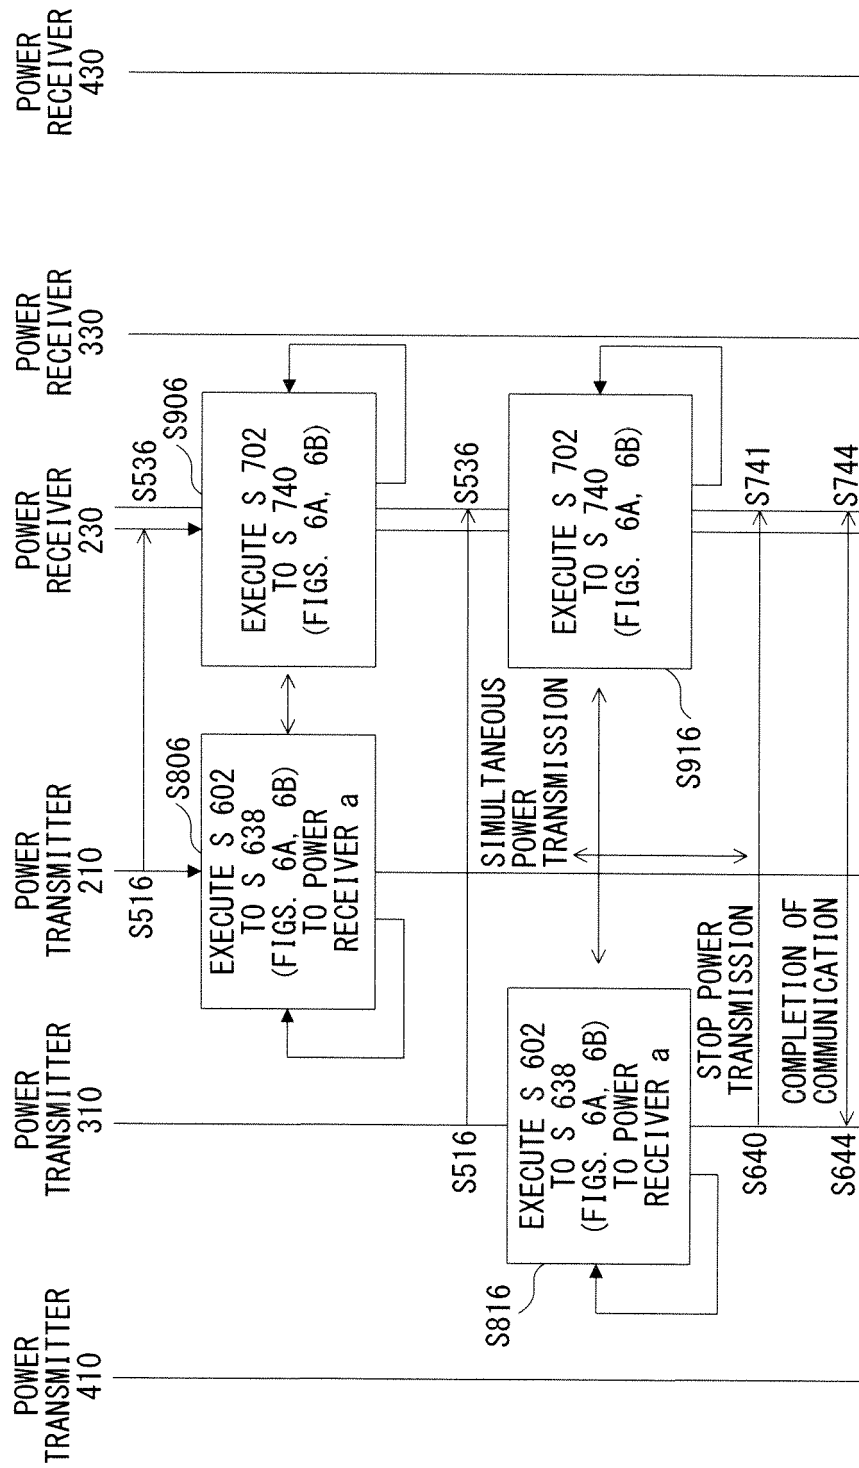 POWER
TRANSMITTER
410
POWER
TRANSMITTER
310
POWER
TRANSMITTER
210
POWER
RECEIVER
230
POWER
RECEIVER
330
POWER
RECEIVER
430
S516
S536
S806
EXECUTE S 602
TO S 638
(FIGS. 6A, 6B)
TO POWER
RECEIVER a
S906
EXECUTE S 702
TO S 740
(FIGS. 6A, 6B)
S516
S536
S816
EXECUTE S 602
TO S 638
(FIGS. 6A, 6B)
TO POWER
RECEIVER a
SIMULTANEOUS
POWER
TRANSMISSION
EXECUTE S 702
TO S 740
(FIGS. 6A, 6B)
S916
STOP POWER
TRANSMISSION
S640
S741
COMPLETION OF
COMMUNICATION
S644
S744